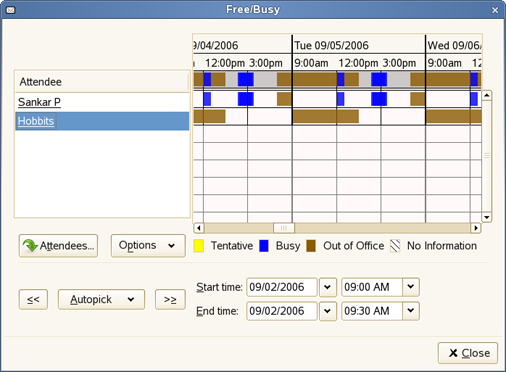 Free/Busy
9/04/2006 Tue 09/05/2006 Wed 09/06/
12:00pm 3:00pm 9:00am 12:00pm 3:00pm 9:00am 12
Attendee
Sankar P
Hobbits
Attendees... Options
Tentative Busy Out of Office No Information
Start time: 09/02/2006 09:00 AM
<< Autopick >>
End time: 09/02/2006 09:30 AM
Close